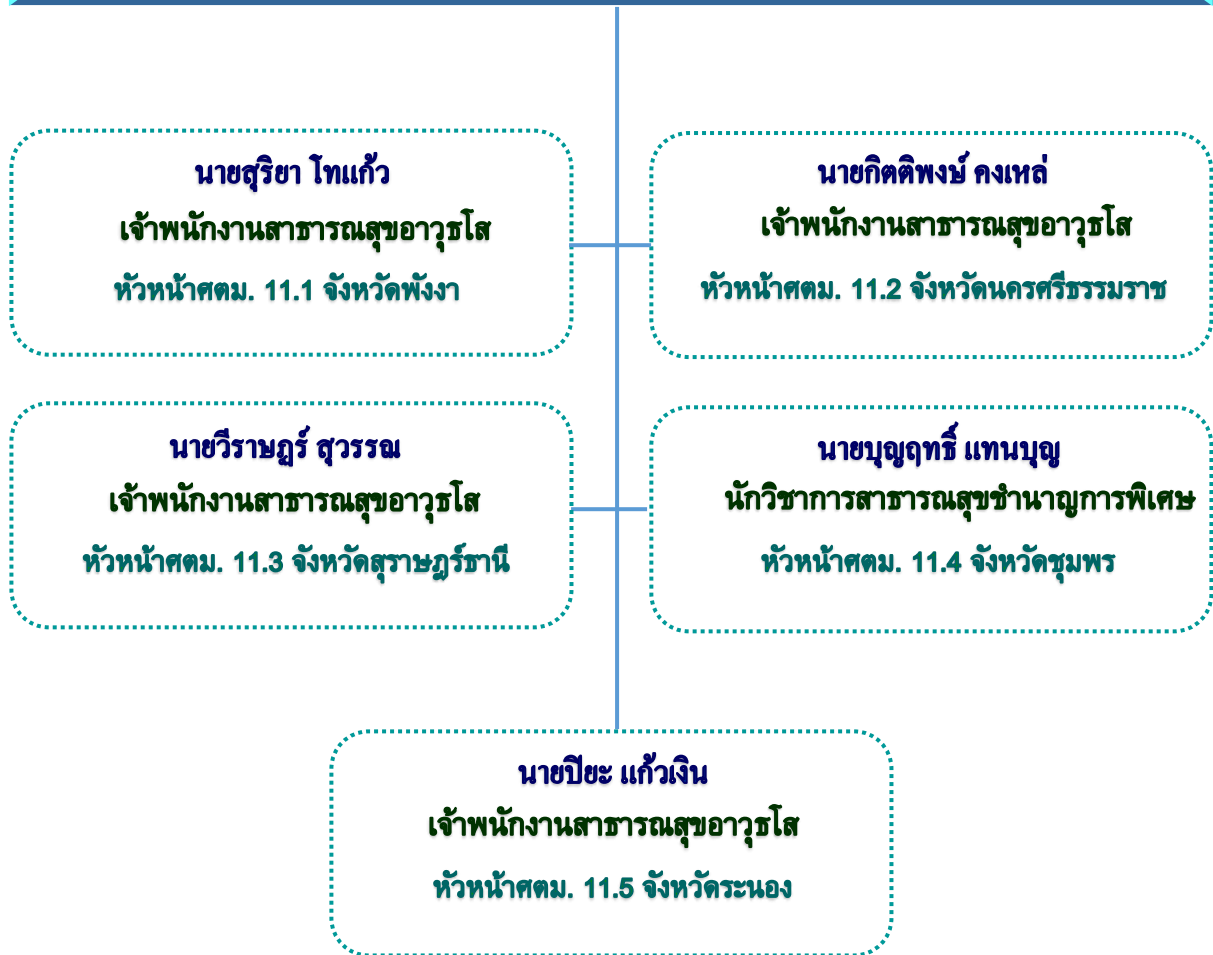 นายสุริยา โทแก้ว
เจ้าพนักงานสาธารณสุขอาวุธโส
หัวหน้าศตม. 11.1 จังหวัดพังงา
นายกิตติพงษ์ คงเหล่
เจ้าพนักงานสาธารณสุขอาวุธโส
หัวหน้าศตม. 11.2 จังหวัดนครศรีธรรมราช
นายวีราษฎร์ สุวรรณ
เจ้าพนักงานสาธารณสุขอาวุธโส
หัวหน้าศตม. 11.3 จังหวัดสุราษฎร์ธานี
นายบุญฤทธิ์ แทนบุญ
นักวิชาการสาธารณสุขชำนาญการพิเศษ
หัวหน้าศตม. 11.4 จังหวัดชุมพร
นายปิยะ แก้วเงิน
เจ้าพนักงานสาธารณสุขอาวุธโส
หัวหน้าศตม. 11.5 จังหวัดระนอง